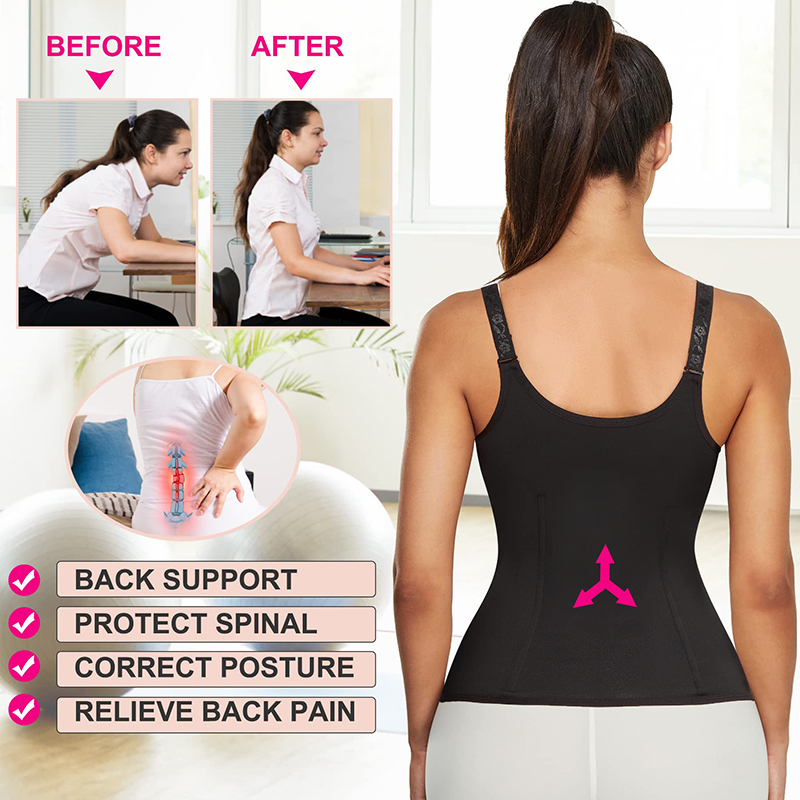 BEFORE
AFTER
BACK SUPPORT
PROTECT SPINAL
CORRECT POSTURE
RELIEVE BACK PAIN